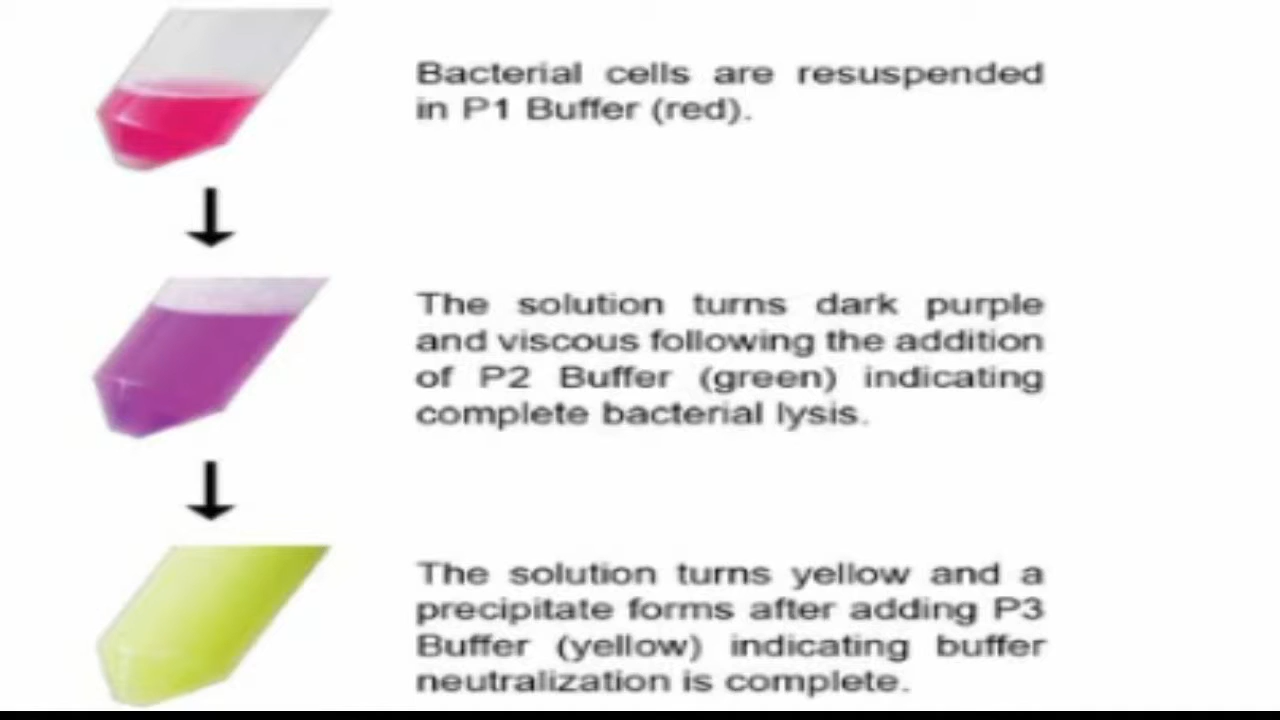 Bacterial cells are resuspended
in P1 Buffer (red).
The solution turns dark purple
and viscous following the addition
of P2 Buffer (green) indicating
complete bacterial lysis.
The solution turns yellow and a
precipitate forms after adding P3
Buffer (yellow) indicating buffer
neutralization is complete.